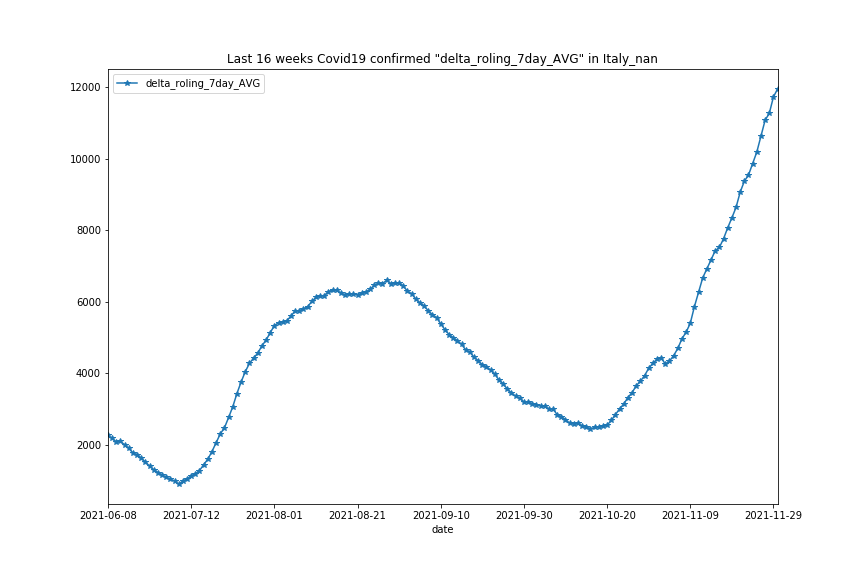 Last 16 weeks Covid19 confirmed "delta_roling_7day_AVG" in Italy_nan
delta_roling_7day_AVG
12000
10000
8000
6000
4000
2000
2021-06-08 2021-07-12 2021-08-01 2021-08-21 2021-09-10 2021-09-30 2021-10-20 2021-11-09 2021-11-29
date